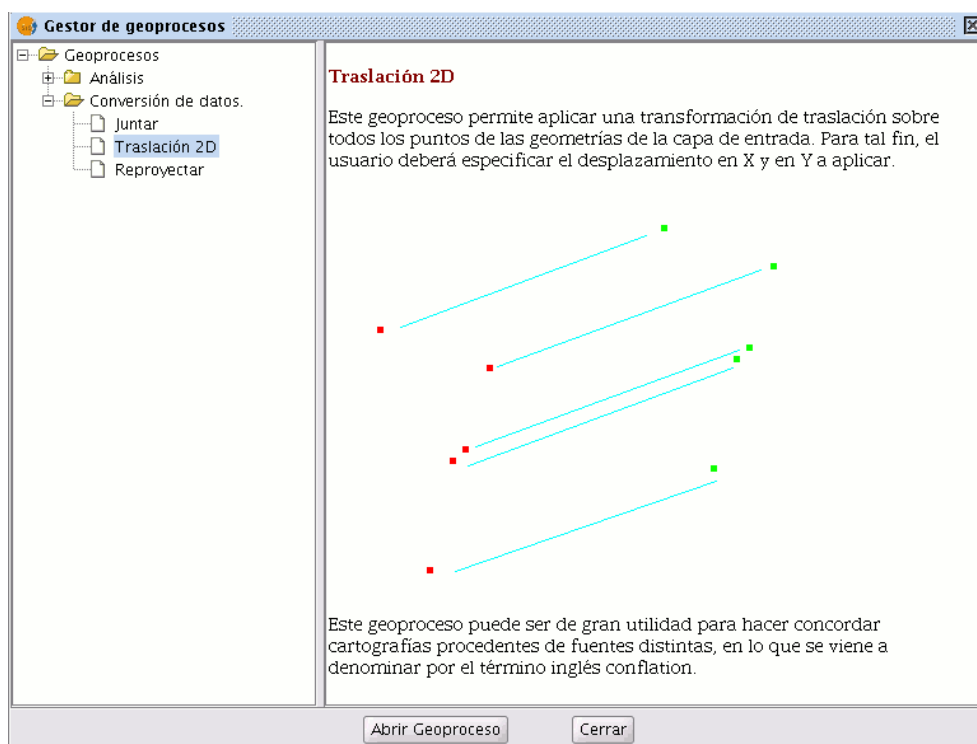 Gestor de geoprocesos
Geoprocesos
Análisis
Conversión de datos.
Juntar
Traslación 2D
Reproyectar
Traslación 2D
Este geoproceso permite aplicar una transformación de traslación sobre
todos los puntos de las geometrías de la capa de entrada. Para tal fin, el
usuario deberá especificar el desplazamiento en X y en Y a aplicar.
Este geoproceso puede ser de gran utilidad para hacer concordar
cartografías procedentes de fuentes distintas, en lo que se viene a
denominar por el término inglés conflation.
Abrir Geoproceso
Cerrar